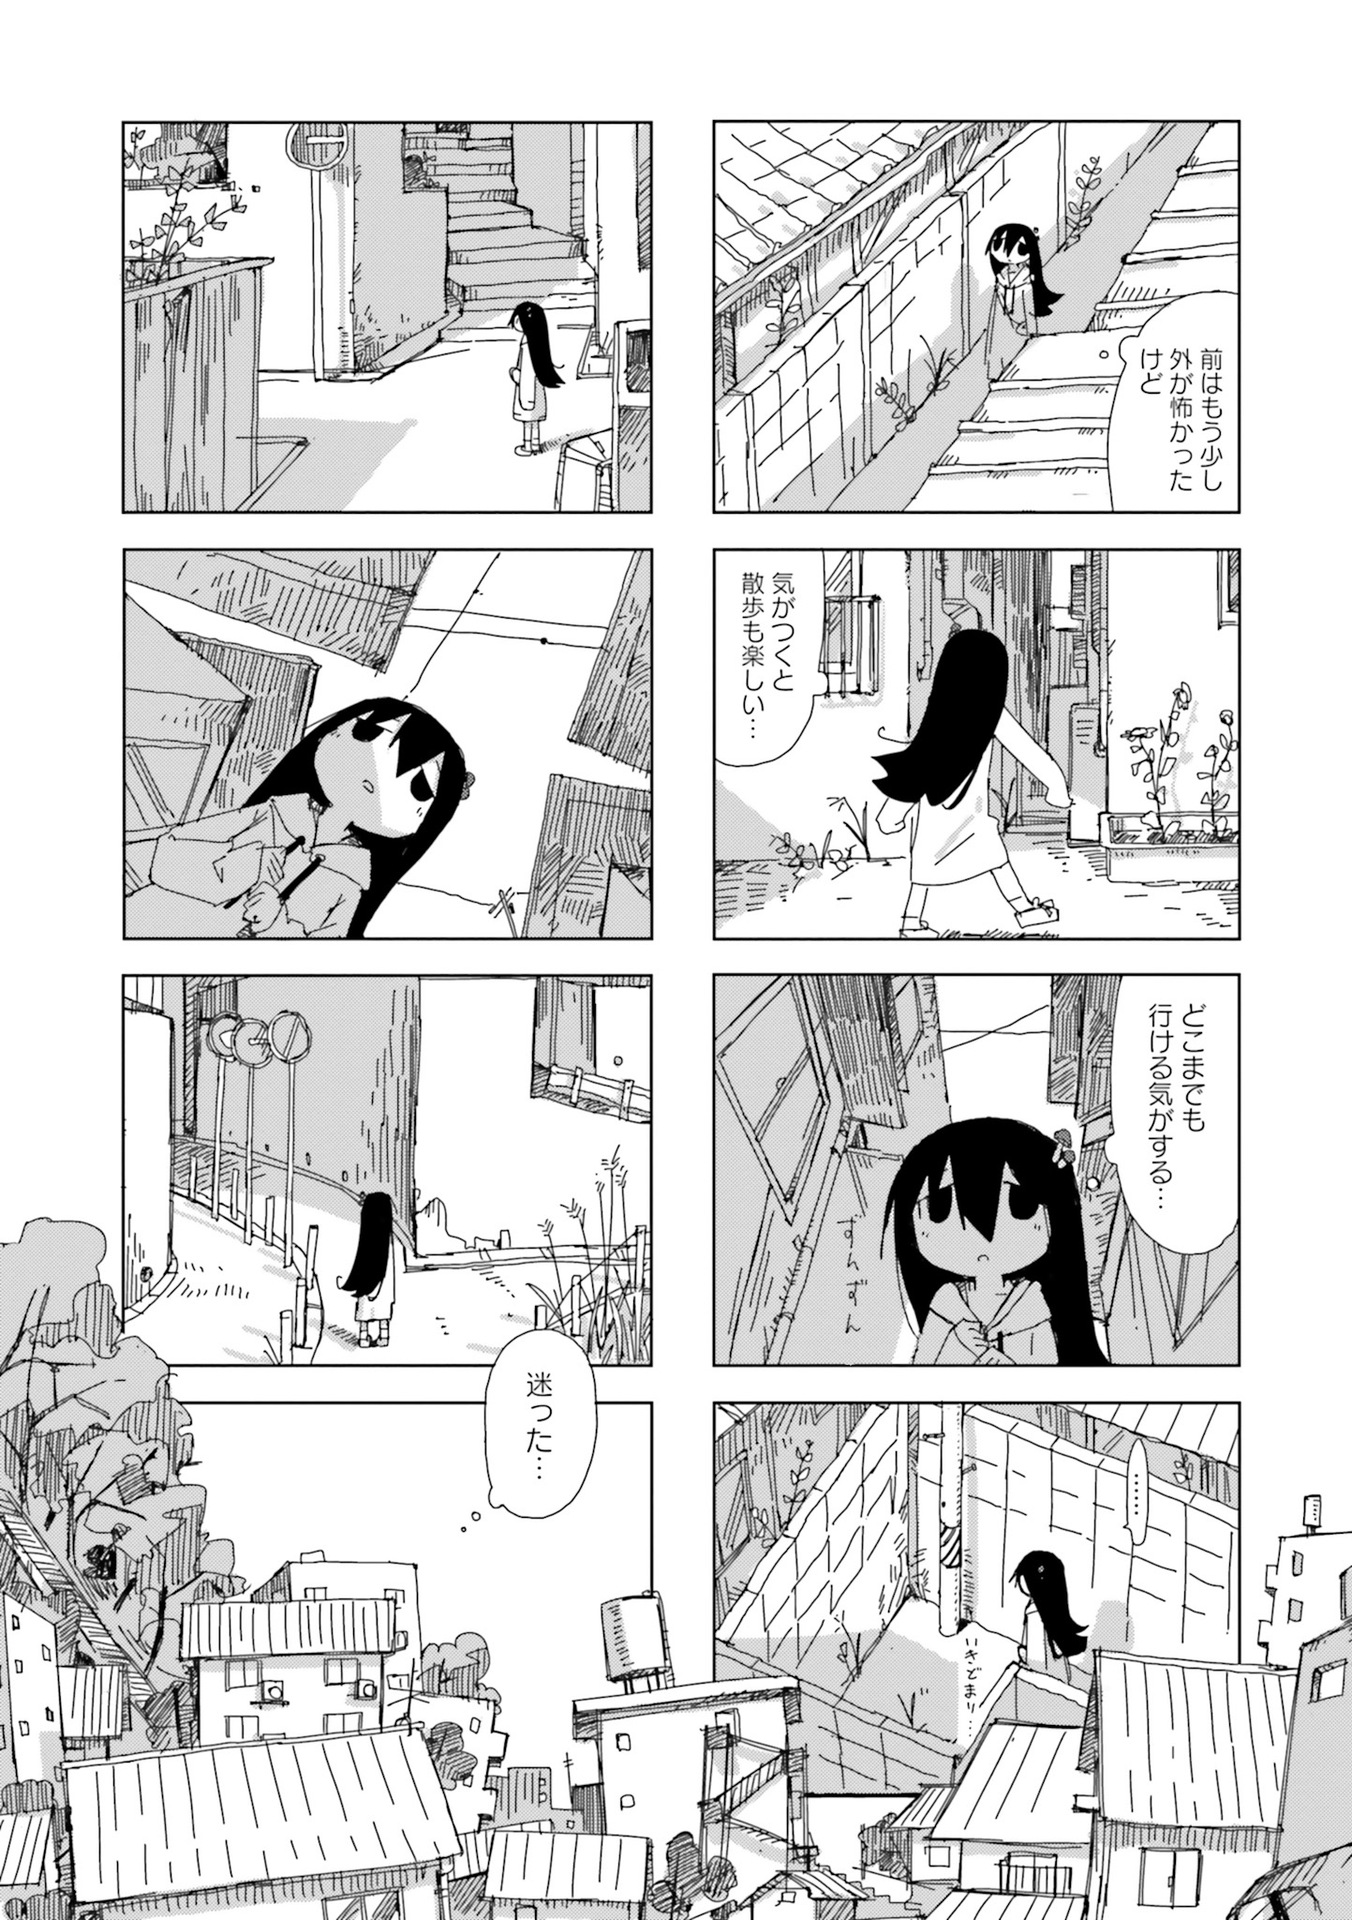 前はもう少し
外が怖かった
けど
気がつくと
散歩も楽しい…
どこまでも
行ける気がする…
ずんずん
……
いきどまり…
迷った…